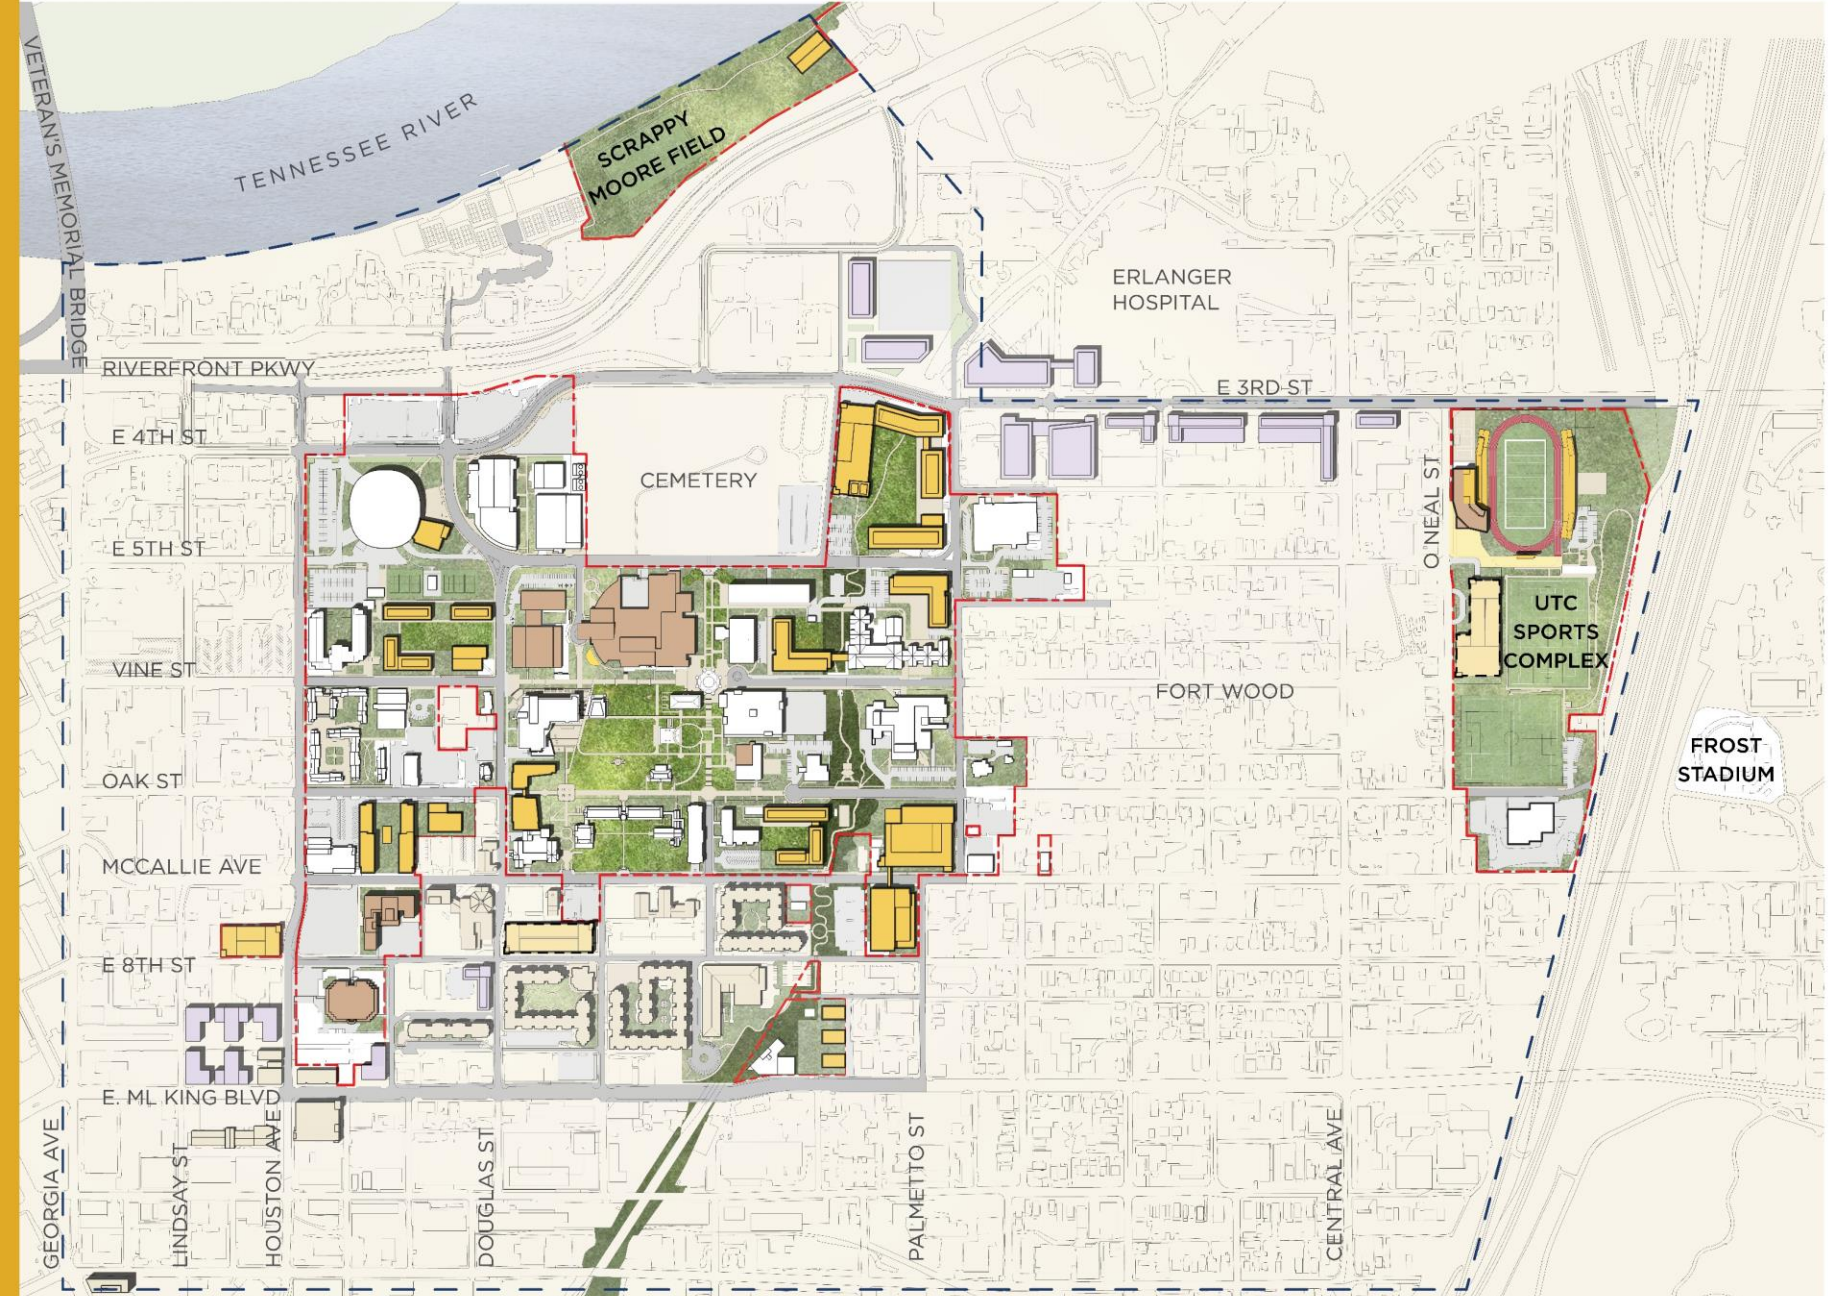 VETERAN'S MEMORIAL BRIDGE
TENNESSEE RIVER
SCRAPPY
MOORE FIELD
ERLANGER
HOSPITAL
RIVERFRONT PKWY
E 3RD ST
E 4TH ST
CEMETERY
O'NEAL ST
E 5TH ST
UTC
SPORTS
COMPLEX
VINE ST
FORT WOOD
FROST
STADIUM
OAK ST
MCCALLIE AVE
E 8TH ST
E. ML KING BLVD
GEORGIA AVE
LINDSAY ST
HOUSTON AVE
DOUGLAS ST
PALMETTO ST
CENTRAL AVE